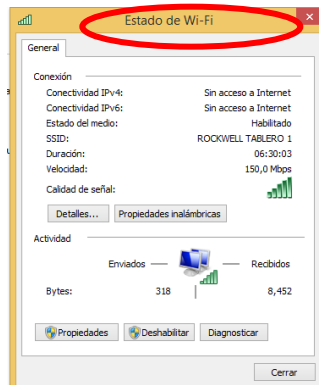 Estado de Wi-Fi
General
Conexión
Conectividad IPv4: Sin acceso a Internet
Conectividad IPv6: Sin acceso a Internet
Estado del medio: Habilitado
SSID: ROCKWELL TABLERO 1
Duración: 06:30:03
Velocidad: 150,0 Mbps
Calidad de señal:
Detalles... Propiedades inalámbricas
Actividad
Enviados Recibidos
Bytes: 318 8,452
Propiedades Deshabilitar Diagnosticar
Cerrar